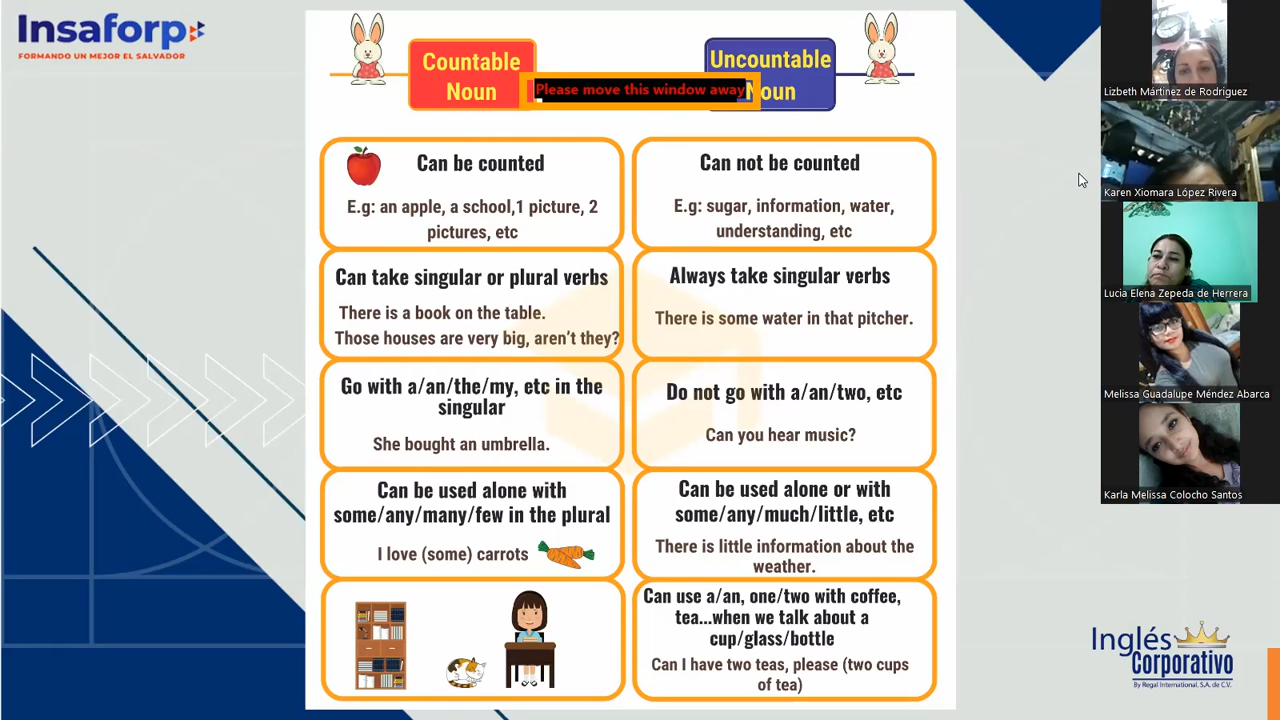 Insaforp
FORMANDO UN MEJOR EL SALVADOR
Countable
Noun
Uncountable
Noun
Please move this window away
Can be counted
E.g: an apple, a school,1 picture, 2
pictures, etc
Can not be counted
E.g: sugar, information, water,
understanding, etc
Can take singular or plural verbs
There is a book on the table.
Those houses are very big, aren't they?
Always take singular verbs
There is some water in that pitcher.
Go with a/an/the/my, etc in the
singular
She bought an umbrella.
Do not go with a/an/two, etc
Can you hear music?
Can be used alone with
some/any/many/few in the plural
I love (some) carrots
Can be used alone or with
some/any/much/little, etc
There is little information about the
weather.
Can use a/an, one/two with coffee,
tea...when we talk about a
cup/glass/bottle
Can I have two teas, please (two cups
of tea)
Lizbeth Mártinez de Rodriguez
Karen Xiomara López Rivera
Lucia Elena Zepeda de Herrera
Melissa Guadalupe Méndez Abarca
Karla Melissa Colocho Santos
Inglés
Corporativo
By Regal International, S.A. de C.V.